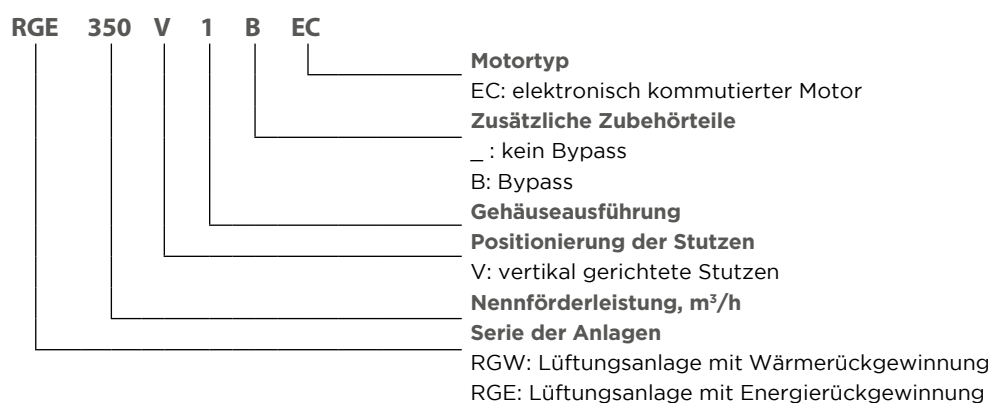 RGE 350 V 1 B EC
Motortyp
EC: elektronisch kommutierter Motor
Zusätzliche Zubehörteile
_ : kein Bypass
B: Bypass
Gehäuseausführung
Positionierung der Stutzen
V: vertikal gerichtete Stutzen
Nennförderleistung, m³/h
Serie der Anlagen
RGW: Lüftungsanlage mit Wärmerückgewinnung
RGE: Lüftungsanlage mit Energierückgewinnung